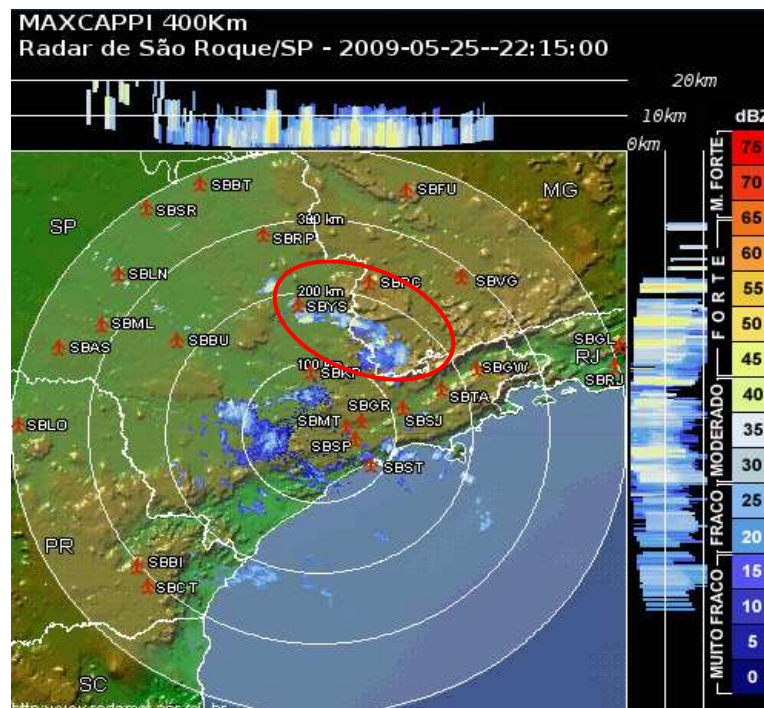 MAXCAPPI 400Km
Radar de São Roque/SP - 2009-05-25--22:15:00
20km
10km
0km
dBZ
SBBT
SBFU
MG
SBSR
SP
300 km
SBRP
SBLN
SBPC
SBVG
200 km
SBYS
SBML
SBBU
SBAS
SBGL
RJ
SBRJ
SBKP
SBGW
SBTA
SBLO
SBGR
SBMT
SBSJ
SBSP
SBST
PR
SBBI
SBCT
SC
M. FORTE
FORTE
MODERADO
FRACO
MUITO FRACO
75
70
65
60
55
50
45
40
35
30
25
20
15
10
5
0